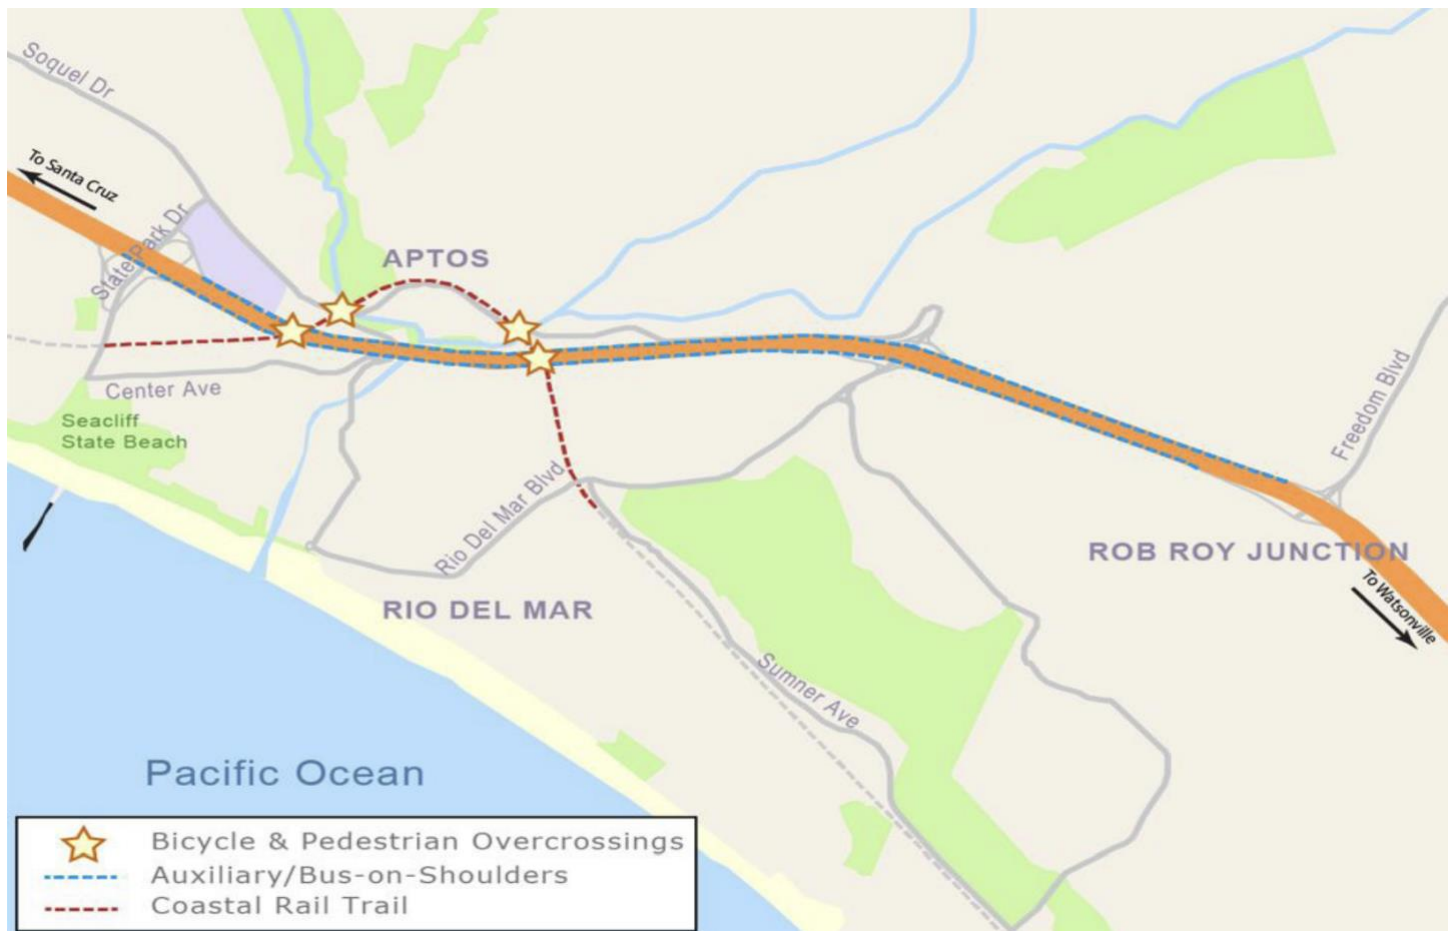 Soquel Dr
To Santa Cruz
State Park Dr
APTOS
Center Ave
Seacliff
State Beach
Freedom Blvd
Rio Del Mar Blvd
ROB ROY JUNCTION
To Watsonville
RIO DEL MAR
Sumner Ave
Pacific Ocean
Bicycle & Pedestrian Overcrossings
Auxiliary/Bus-on-Shoulders
Coastal Rail Trail